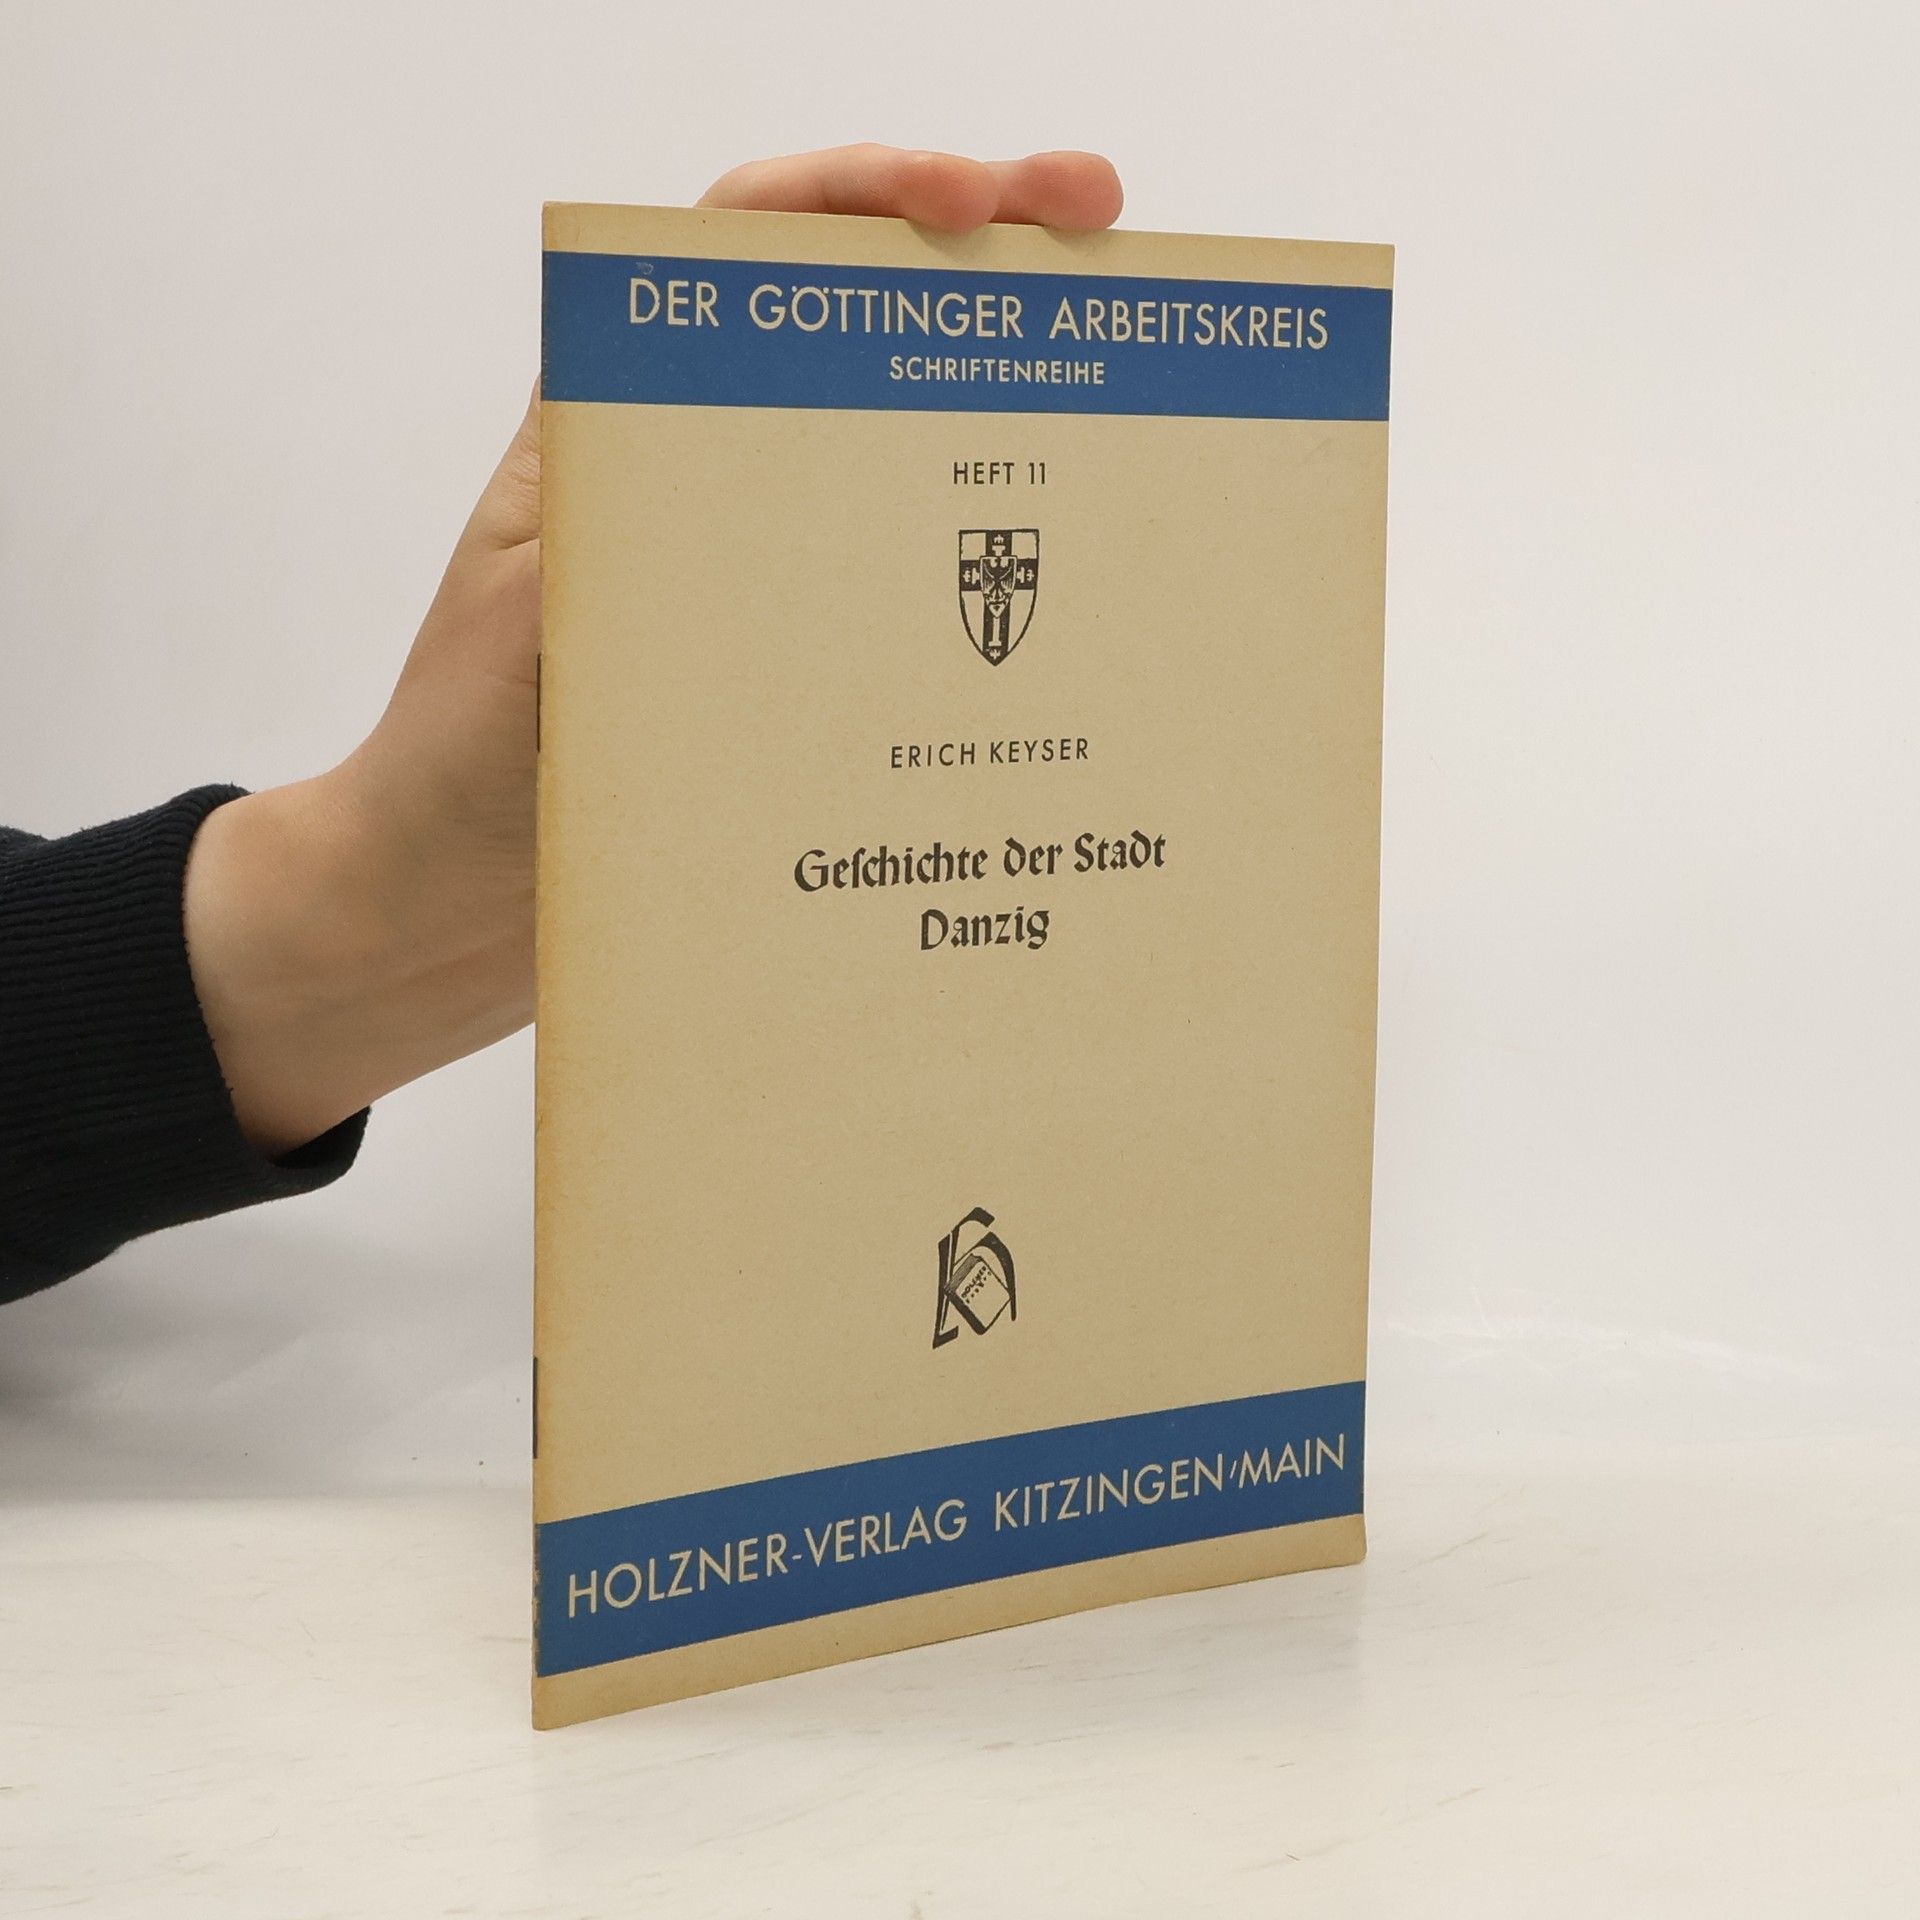 DER GÖTTINGER ARBEITSKREIS
SCHRIFTENREIHE
HEFT 11
ERICH KEYSER
Geſchichte der Stadt
Danzig
HOLZNER-VERLAG KITZINGEN/MAIN